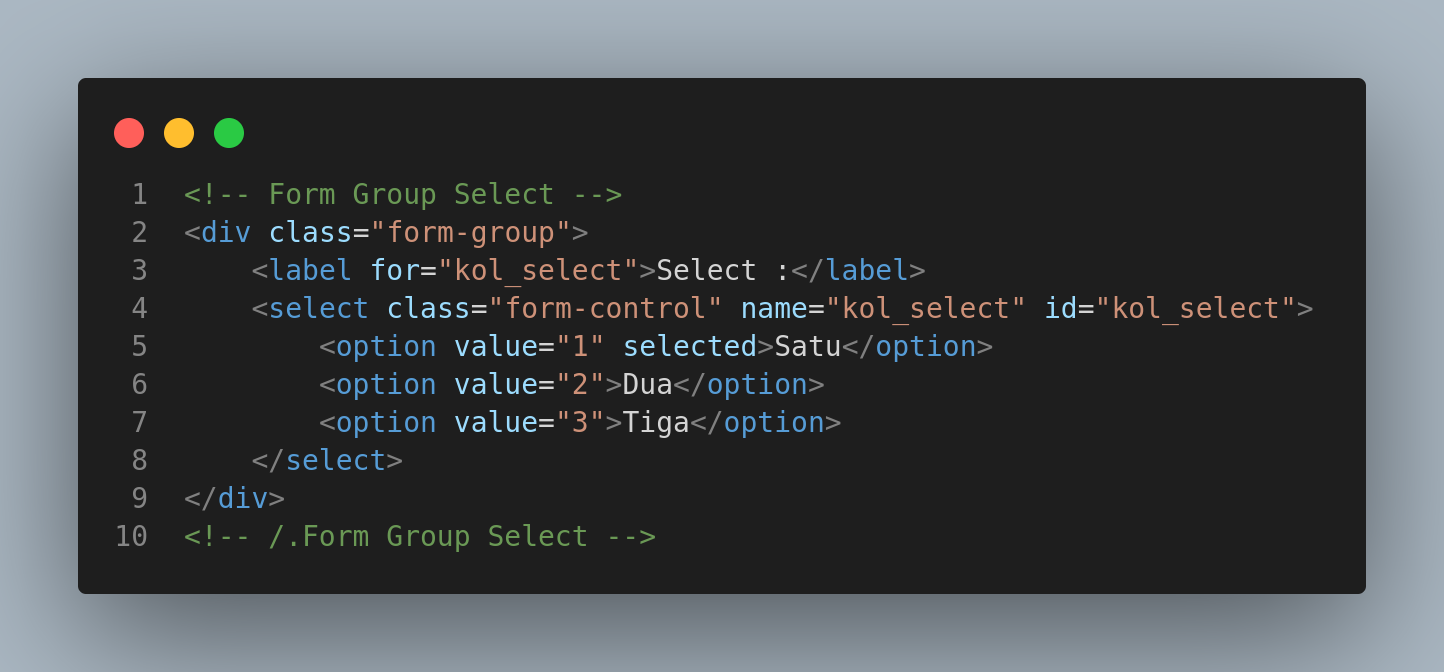 1 <!-- Form Group Select -->
2 <div class="form-group">
3     <label for="kol_select">Select :</label>
4     <select class="form-control" name="kol_select" id="kol_select">
5         <option value="1" selected>Satu</option>
6         <option value="2">Dua</option>
7         <option value="3">Tiga</option>
8     </select>
9 </div>
10 <!-- /.Form Group Select -->